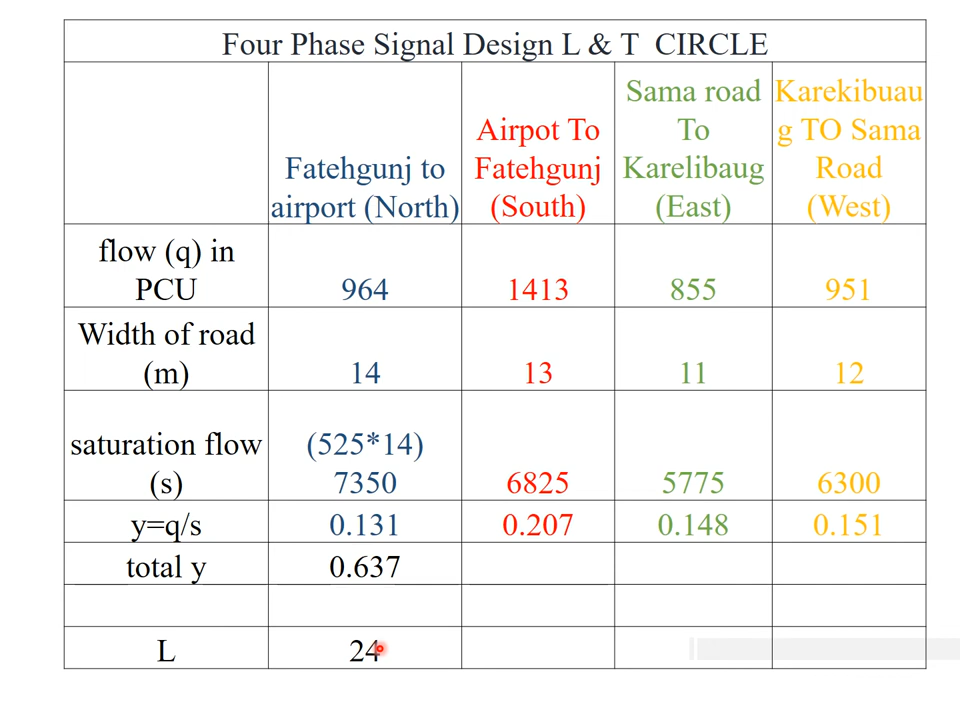 Four Phase Signal Design L & T CIRCLE
Fatehgunj to
airport (North)
Airpot To
Fatehgunj
(South)
Sama road
To
Karelibaug
(East)
Karekibuau
g TO Sama
Road
(West)
flow (q) in
PCU
964
1413
855
951
Width of road
(m)
14
13
11
12
saturation flow
(s)
(525*14)
7350
6825
5775
6300
y=q/s
0.131
0.207
0.148
0.151
total y
0.637
L
24